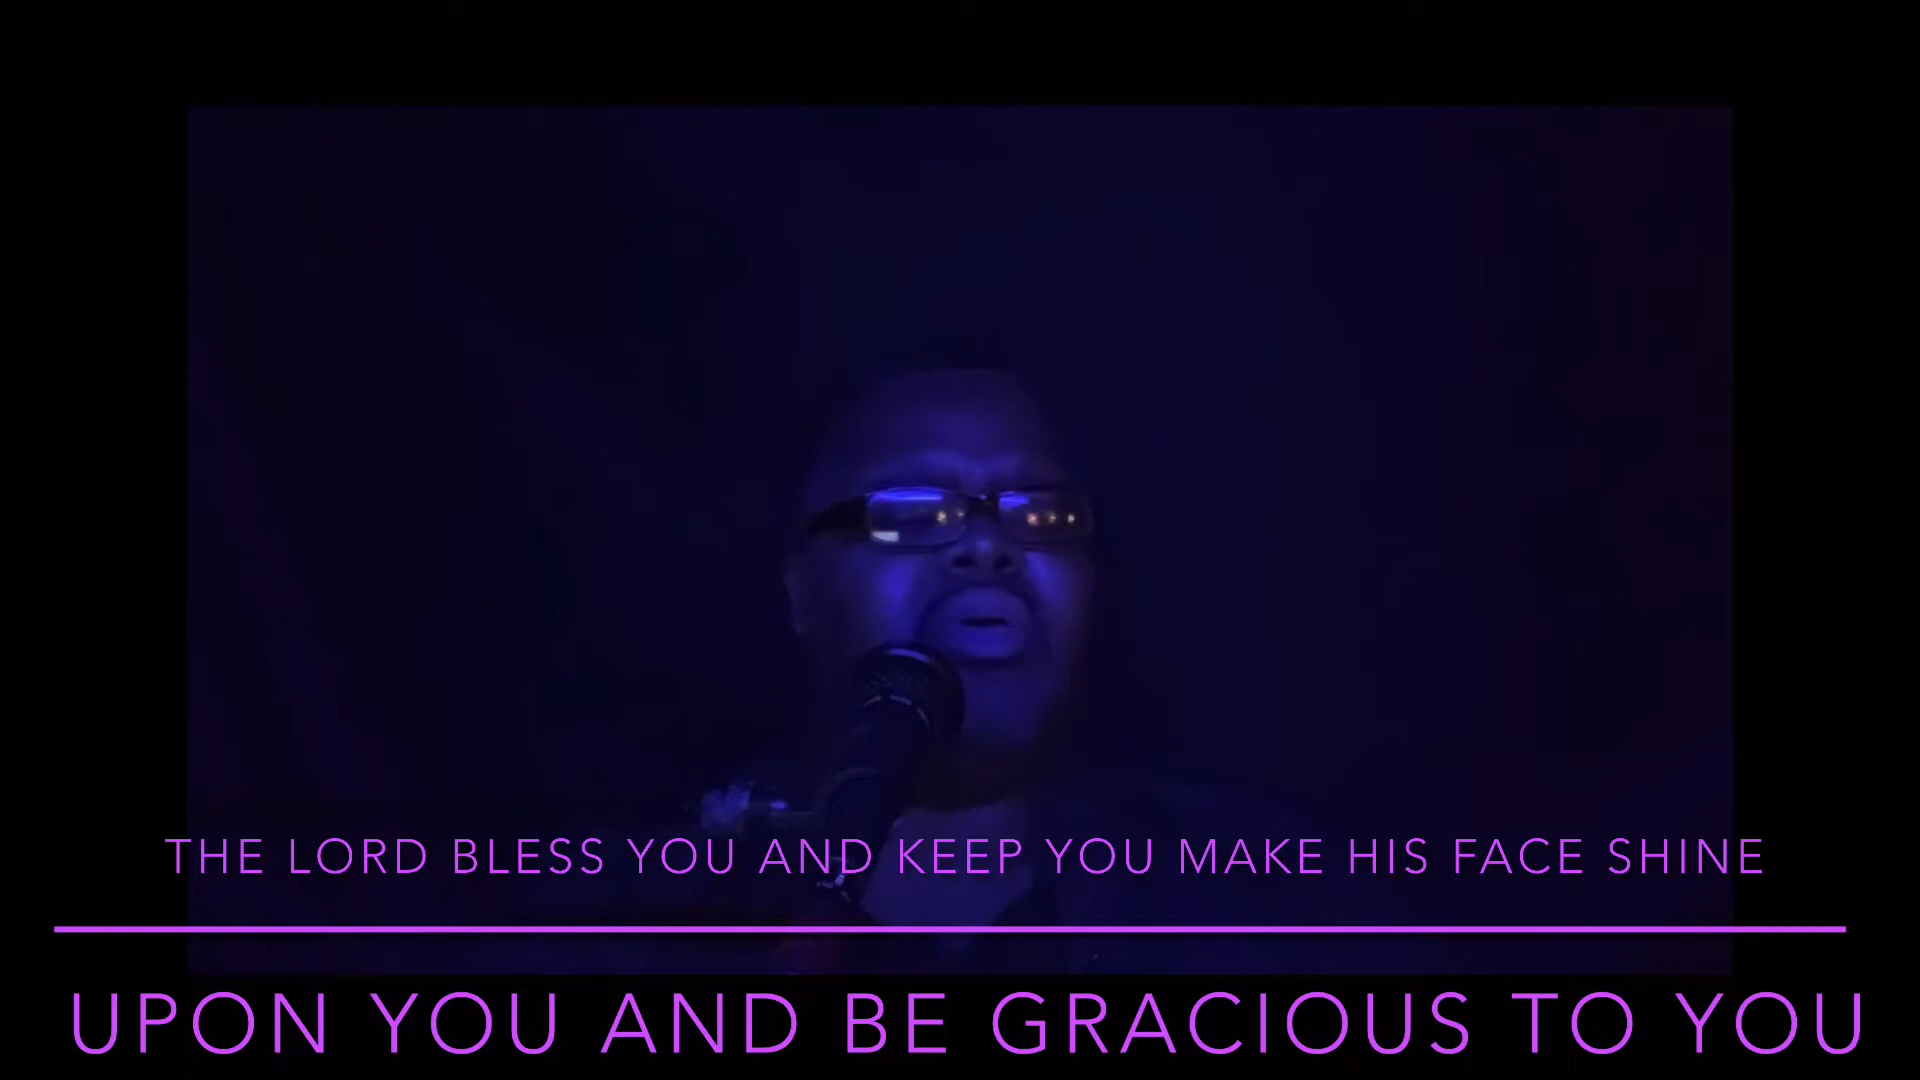 THE LORD BLESS YOU AND KEEP YOU MAKE HIS FACE SHINE
UPON YOU AND BE GRACIOUS TO YOU